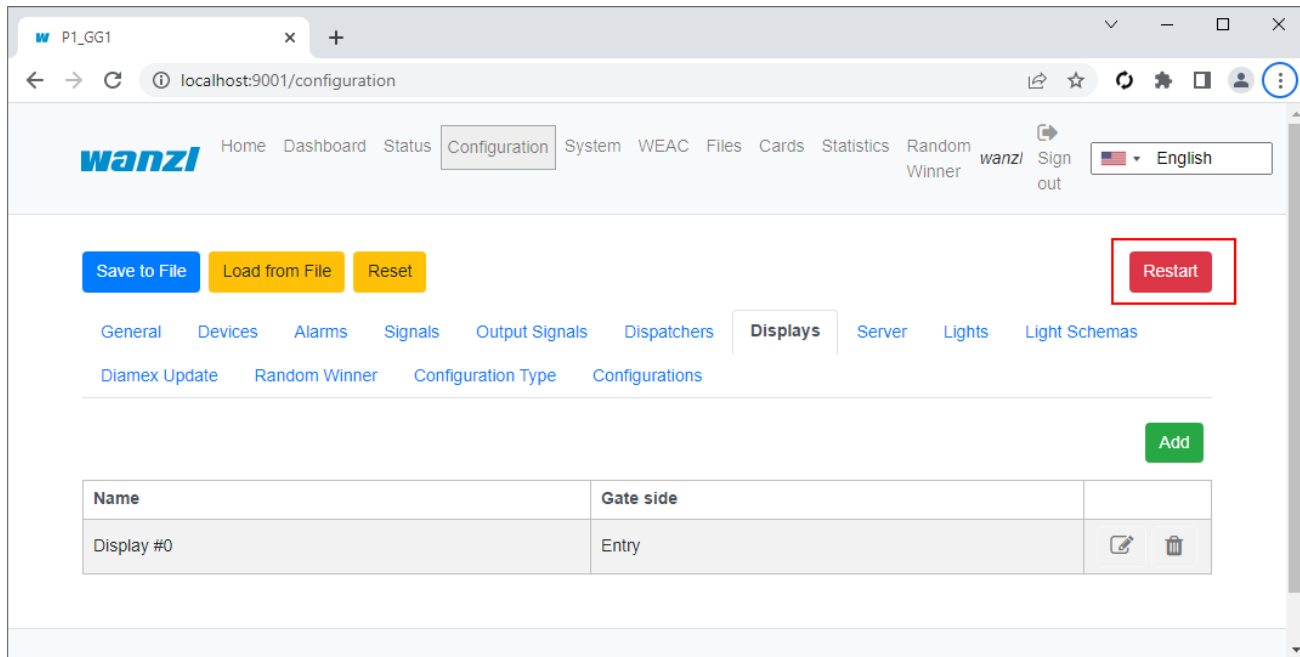 P1_GG1
localhost:9001/configuration
wanzl Home Dashboard Status Configuration System WEAC Files Cards Statistics Random Winner wanzl Sign out English
Save to File Load from File Reset Restart
General Devices Alarms Signals Output Signals Dispatchers Displays Server Lights Light Schemas
Diamex Update Random Winner Configuration Type Configurations
Add
Name Gate side
Display #0 Entry